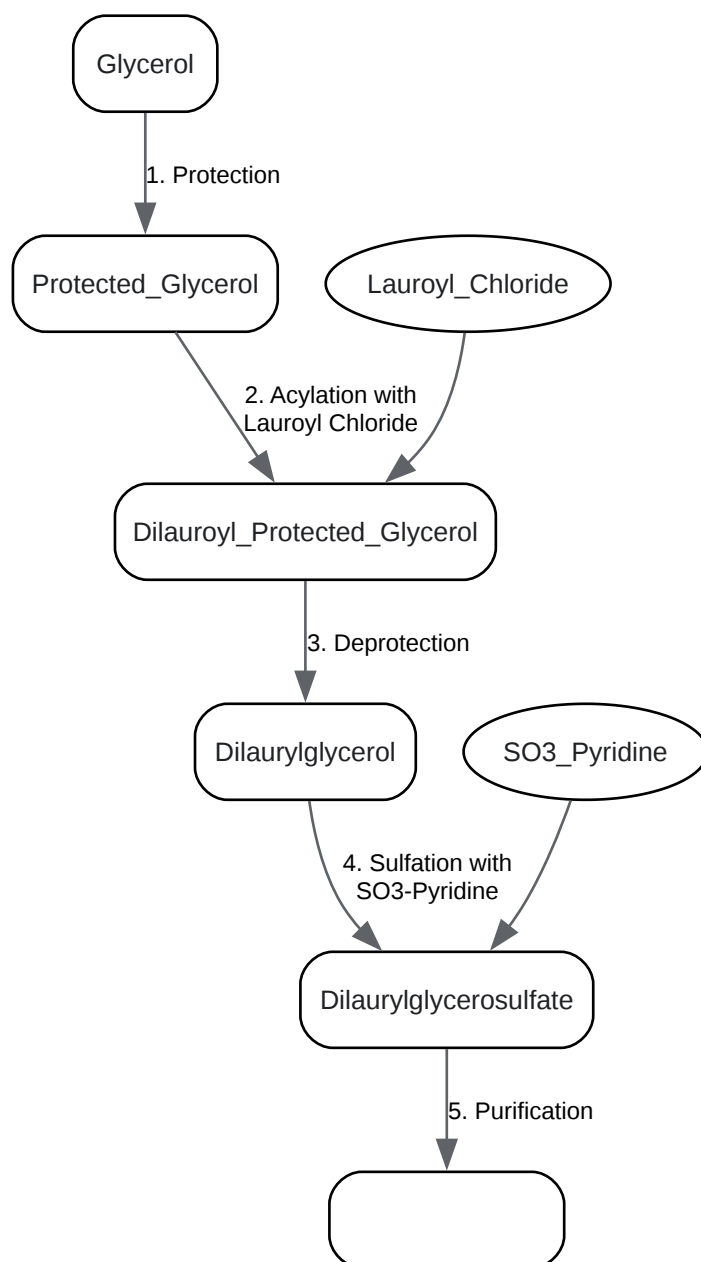 Glycerol
1. Protection
Protected_Glycerol
Lauroyl_Chloride
2. Acylation with
Lauroyl Chloride
Dilauroyl_Protected_Glycerol
3. Deprotection
Dilaurylglycerol
SO3_Pyridine
4. Sulfation with
SO3-Pyridine
Dilaurylglycerosulfate
5. Purification